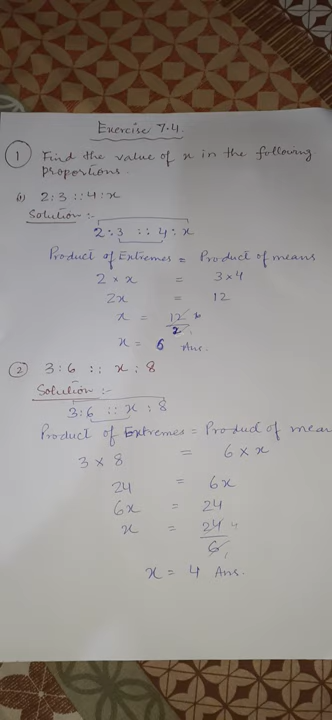 Exercise 7.4.
1 Find the value of x in the following
proportions.
2:3 :: 4:x
Solution :-
2:3 :: 4:x
Product of Extremes = Product of means
2 × x = 3 × 4
2x = 12
x = 12 6
2
x = 6 Ans.
2 3:6 :: x : 8
Solution :-
3:6 :: x : 8
Product of Extremes = Product of mean
3 × 8 = 6 × x
24 = 6x
6x = 24
x = 24 4
6
x = 4 Ans.